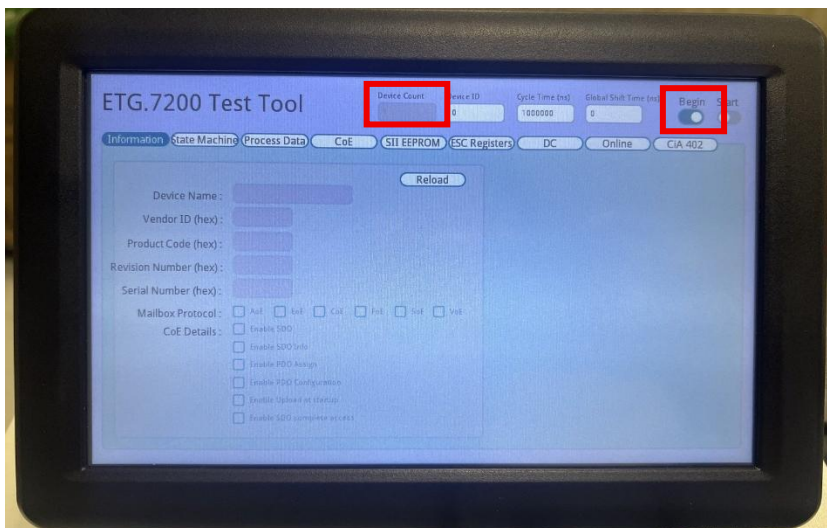 ETG.7200 Test Tool
Device Count
Device ID
Cycle Time (ns)
Global Shift Time (ns)
Begin
Start
0
1000000
0
Information
State Machine
Process Data
CoE
SII EEPROM
ESC Registers
DC
Online
CiA 402
Reload
Device Name :
Vendor ID (hex) :
Product Code (hex) :
Revision Number (hex) :
Serial Number (hex) :
Mailbox Protocol :
AoE
EoE
CoE
FoE
SoE
VoE
CoE Details :
Enable SDO
Enable SDO Info
Enable PDO Assign
Enable PDO Configuration
Enable Upload at startup
Enable SDO complete access